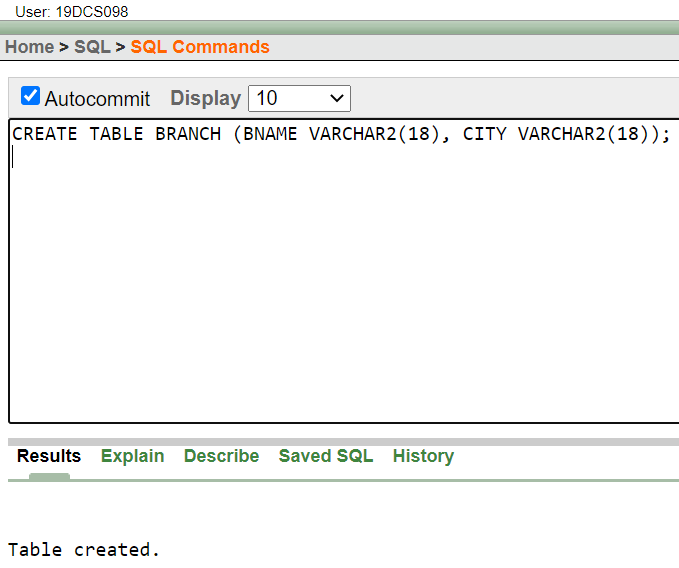 User: 19DCS098
Home > SQL > SQL Commands
Autocommit Display 10
CREATE TABLE BRANCH (BNAME VARCHAR2(18), CITY VARCHAR2(18));
Results Explain Describe Saved SQL History
Table created.